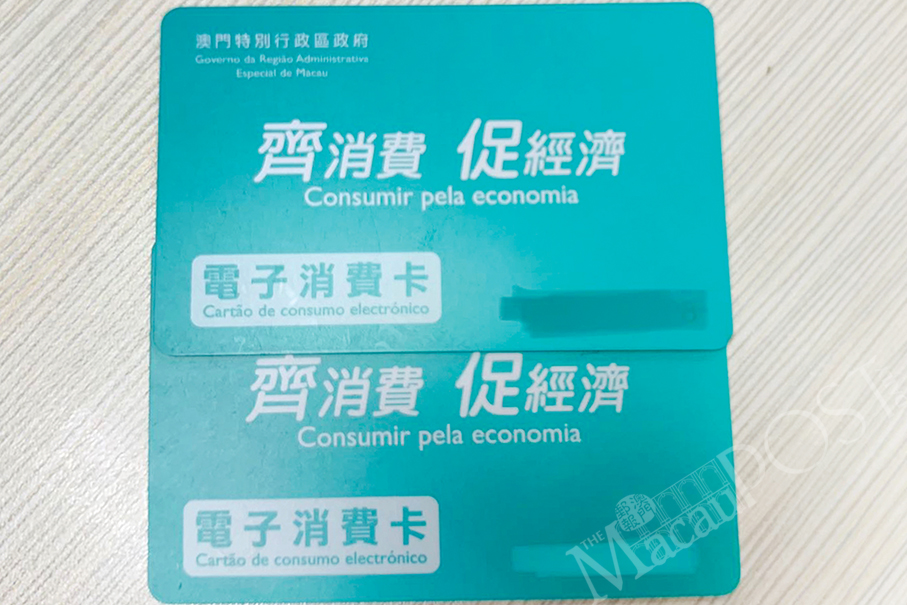 澳門特別行政區政府
Governo da Região Administrativa
Especial de Macau
齊消費 促經濟
Consumir pela economia
電子消費卡
Cartão de consumo electrónico
齊消費 促經濟
Consumir pela economia
電子消費卡
Cartão de consumo electrónico
THE Macau POST